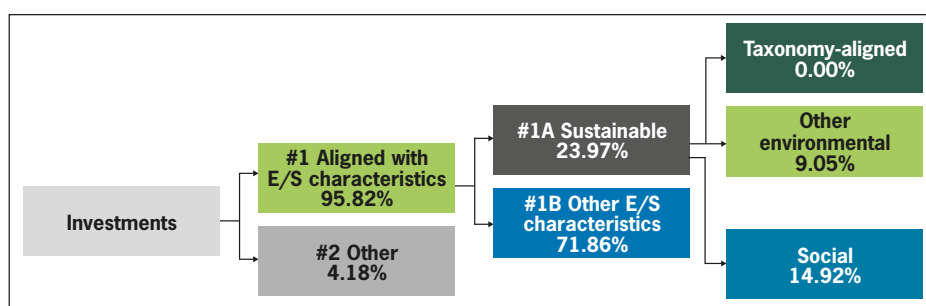 Investments
#1 Aligned with
E/S characteristics
95.82%
#2 Other
4.18%
#1A Sustainable
23.97%
#1B Other E/S
characteristics
71.86%
Taxonomy-aligned
0.00%
Other
environmental
9.05%
Social
14.92%